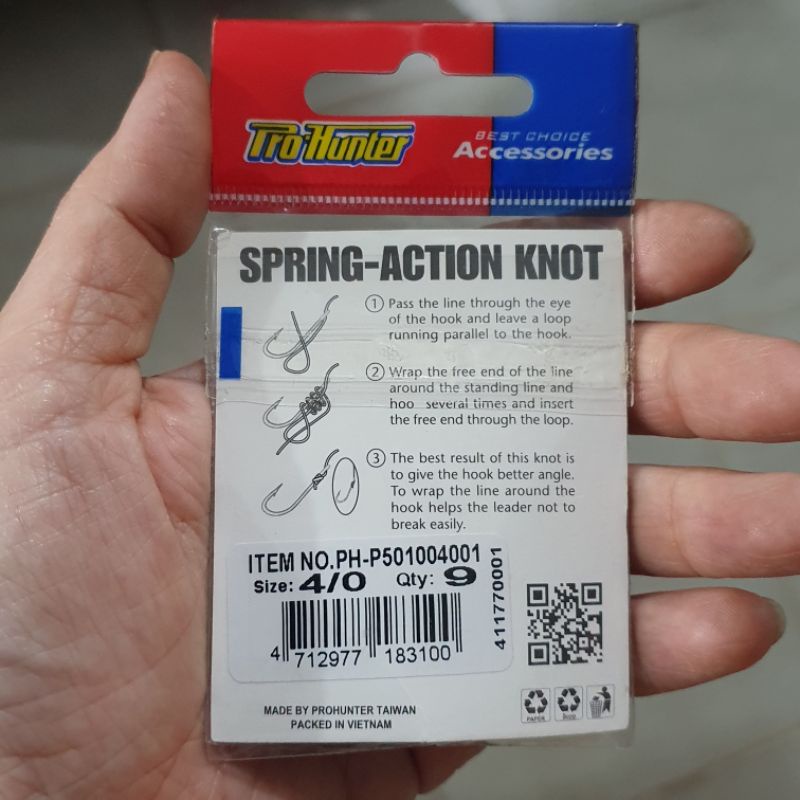 Pro-Hunter
BEST CHOICE
Accessories
SPRING-ACTION KNOT
1 Pass the line through the eye
of the hook and leave a loop
running parallel to the hook.
2 Wrap the free end of the line
around the standing line and
hoo several times and insert
the free end through the loop.
3 The best result of this knot is
to give the hook better angle.
To wrap the line around the
hook helps the leader not to
break easily.
ITEM NO.PH-P501004001
Size: 4/0 Qty: 9
4 712977 183100
411770001
MADE BY PROHUNTER TAIWAN
PACKED IN VIETNAM
PAPER